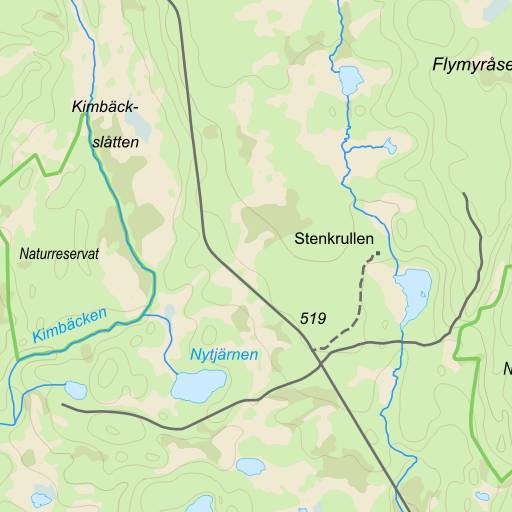 Flymyråse
Kimbäck-
slåtten
Stenkrullen
Naturreservat
519
Kimbäcken
Nytjärnen
N